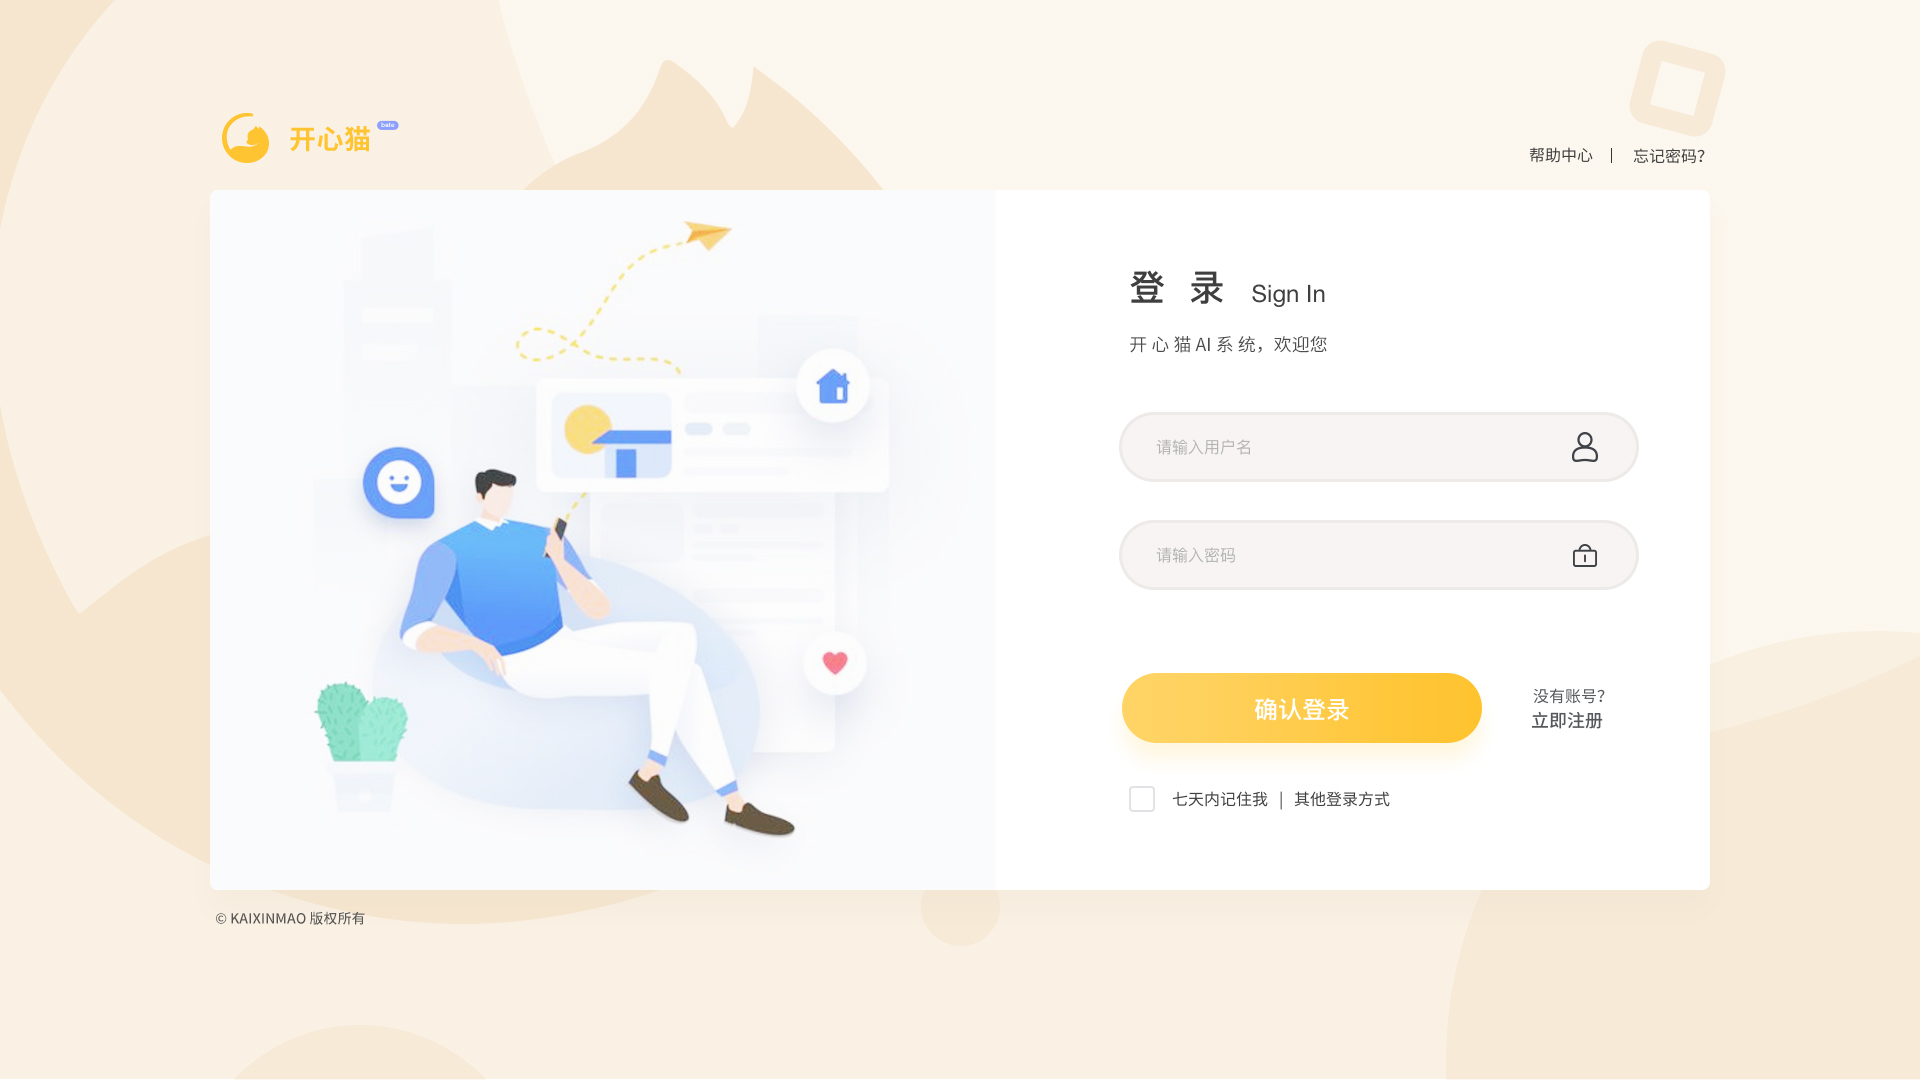 开心猫 bate
帮助中心 | 忘记密码？
登 录 Sign In
开 心 猫 AI 系 统，欢迎您
请输入用户名
请输入密码
确认登录
没有账号？
立即注册
七天内记住我 | 其他登录方式
© KAIXINMAO 版权所有